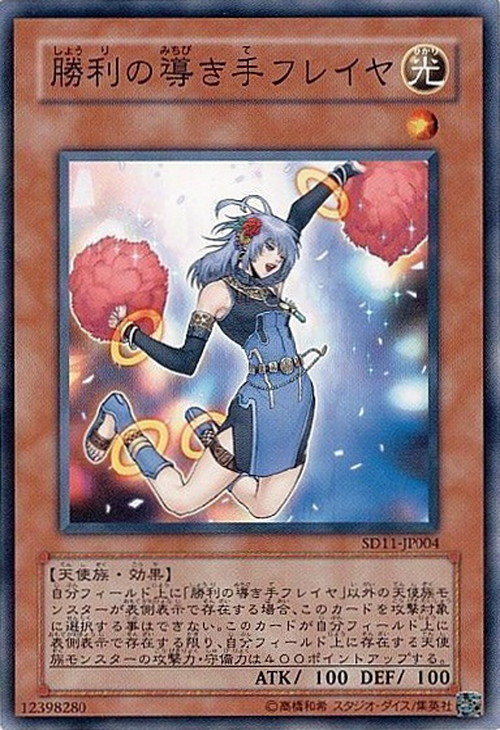 勝利の導き手フレイヤ
光
SD11-JP004
【天使族・効果】
自分フィールド上に「勝利の導き手フレイヤ」以外の天使族モ
ンスターが表側表示で存在する場合、このカードを攻撃対象
に選択する事はできない。このカードが自分フィールド上に
表側表示で存在する限り、自分フィールド上に存在する天使
族モンスターの攻撃力・守備力は400ポイントアップする。
ATK/ 100 DEF/ 100
12398280
©高橋和希 スタジオ・ダイス/集英社